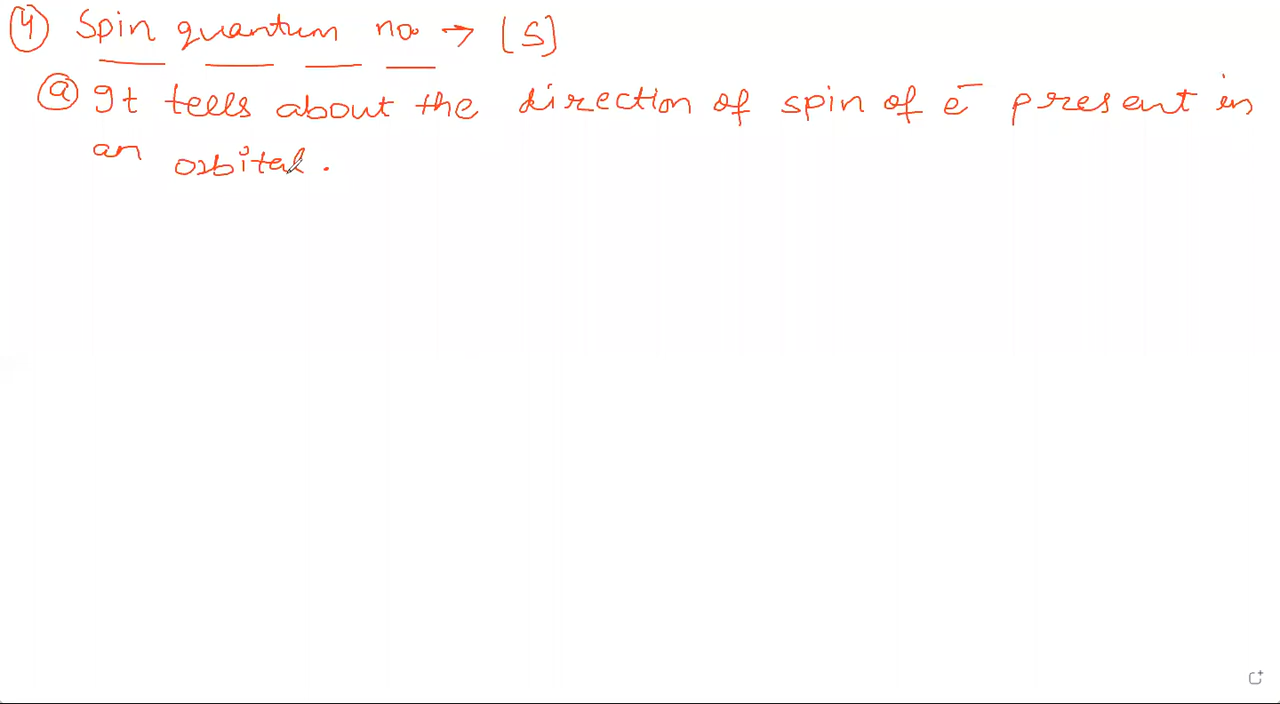 ④ Spin quantum no → [S]
ⓐ It tells about the direction of spin of e⁻ present in
an orbital.